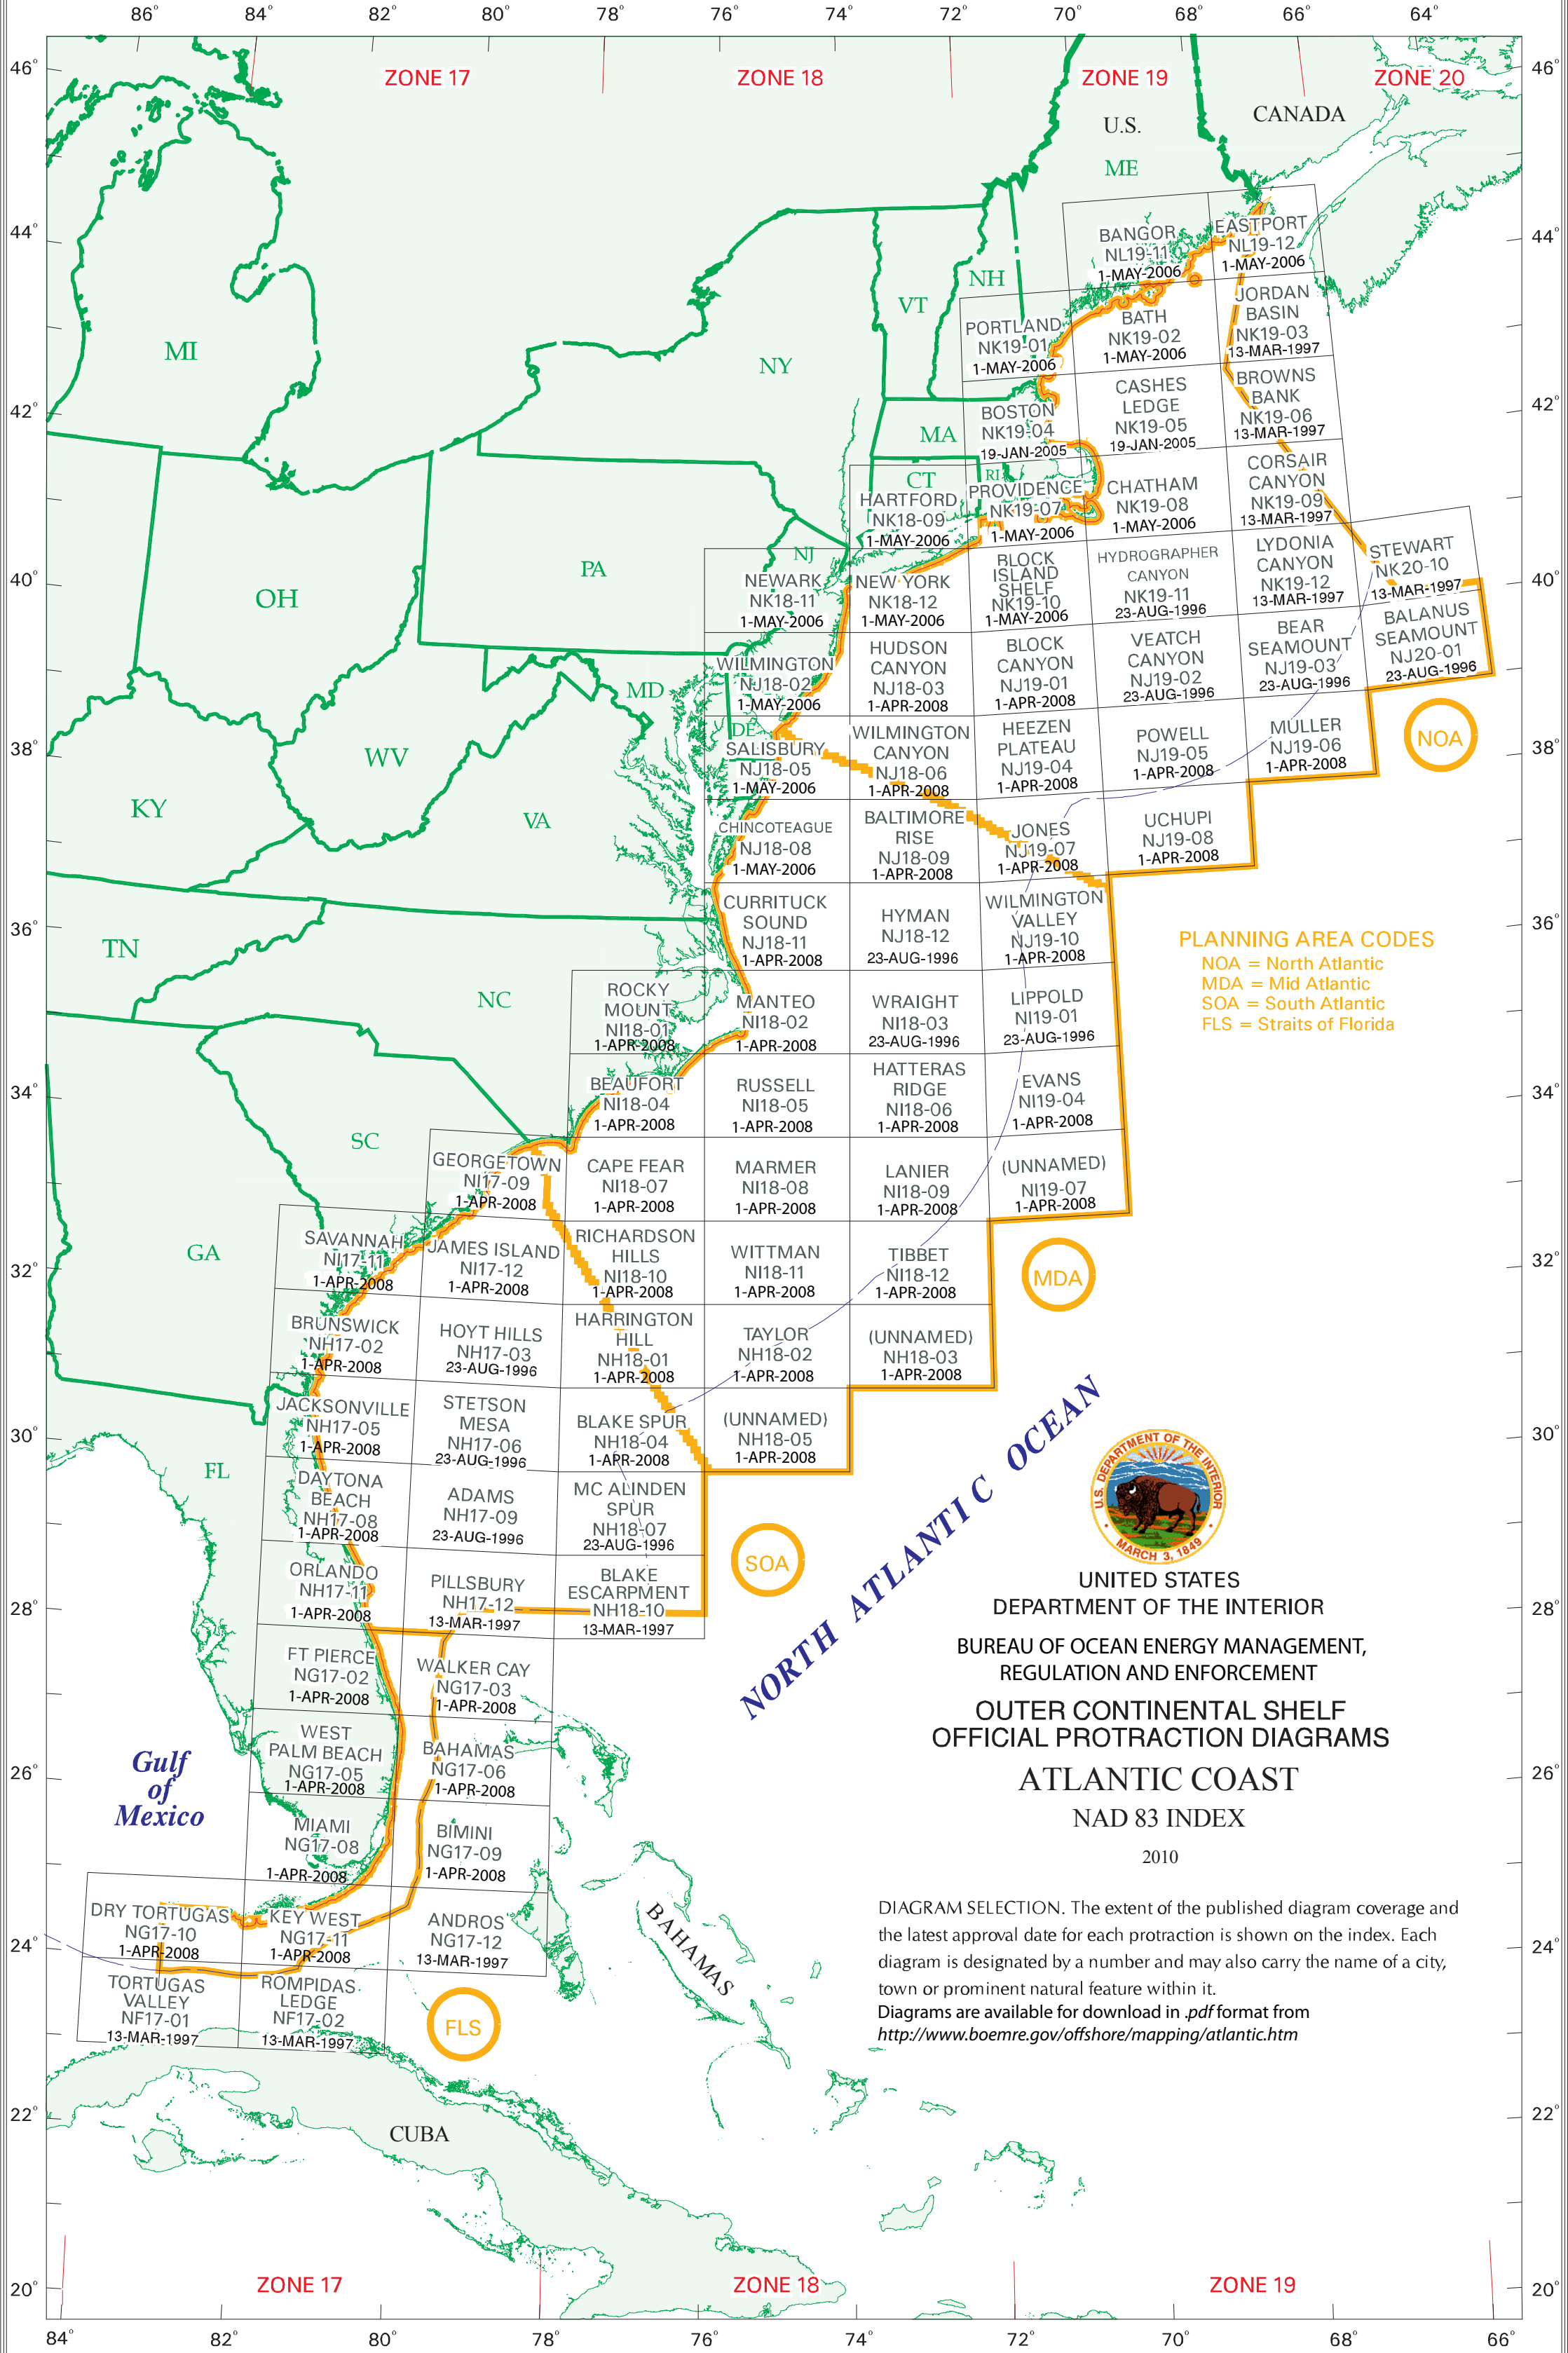 86° 84° 82° 80° 78° 76° 74° 72° 70° 68° 66° 64°
46° 46°
ZONE 17 ZONE 18 ZONE 19 ZONE 20
CANADA
U.S.
ME
44° 44°
BANGOR
NL19-11
1-MAY-2006
EASTPORT
NL19-12
1-MAY-2006
MI
NY
VT
NH
PORTLAND
NK19-01
1-MAY-2006
BATH
NK19-02
1-MAY-2006
JORDAN
BASIN
NK19-03
13-MAR-1997
42° 42°
MA
BOSTON
NK19-04
19-JAN-2005
CASHES
LEDGE
NK19-05
19-JAN-2005
BROWNS
BANK
NK19-06
13-MAR-1997
CT
RI
HARTFORD
NK18-09
1-MAY-2006
PROVIDENCE
NK19-07
1-MAY-2006
CHATHAM
NK19-08
1-MAY-2006
CORSAIR
CANYON
NK19-09
13-MAR-1997
40° 40°
OH
PA
NJ
NEWARK
NK18-11
1-MAY-2006
NEW YORK
NK18-12
1-MAY-2006
BLOCK
ISLAND
SHELF
NK19-10
1-MAY-2006
HYDROGRAPHER
CANYON
NK19-11
23-AUG-1996
LYDONIA
CANYON
NK19-12
13-MAR-1997
STEWART
NK20-10
13-MAR-1997
MD
WILMINGTON
NJ18-02
1-MAY-2006
HUDSON
CANYON
NJ18-03
1-APR-2008
BLOCK
CANYON
NJ19-01
1-APR-2008
VEATCH
CANYON
NJ19-02
23-AUG-1996
BEAR
SEAMOUNT
NJ19-03
23-AUG-1996
BALANUS
SEAMOUNT
NJ20-01
23-AUG-1996
38° 38°
WV
DE
SALISBURY
NJ18-05
1-MAY-2006
WILMINGTON
CANYON
NJ18-06
1-APR-2008
HEEZEN
PLATEAU
NJ19-04
1-APR-2008
POWELL
NJ19-05
1-APR-2008
MULLER
NJ19-06
1-APR-2008
NOA
KY
VA
CHINCOTEAGUE
NJ18-08
1-MAY-2006
BALTIMORE
RISE
NJ18-09
1-APR-2008
JONES
NJ19-07
1-APR-2008
UCHUPI
NJ19-08
1-APR-2008
36° 36°
TN
CURRITUCK
SOUND
NJ18-11
1-APR-2008
HYMAN
NJ18-12
23-AUG-1996
WILMINGTON
VALLEY
NJ19-10
1-APR-2008
PLANNING AREA CODES
NOA = North Atlantic
MDA = Mid Atlantic
SOA = South Atlantic
FLS = Straits of Florida
NC
ROCKY
MOUNT
NI18-01
1-APR-2008
MANTEO
NI18-02
1-APR-2008
WRAIGHT
NI18-03
23-AUG-1996
LIPPOLD
NI19-01
23-AUG-1996
34° 34°
SC
BEAUFORT
NI18-04
1-APR-2008
RUSSELL
NI18-05
1-APR-2008
HATTERAS
RIDGE
NI18-06
1-APR-2008
EVANS
NI19-04
1-APR-2008
GEORGETOWN
NI17-09
1-APR-2008
CAPE FEAR
NI18-07
1-APR-2008
MARMER
NI18-08
1-APR-2008
LANIER
NI18-09
1-APR-2008
(UNNAMED)
NI19-07
1-APR-2008
32° 32°
GA
SAVANNAH
NI17-11
1-APR-2008
JAMES ISLAND
NI17-12
1-APR-2008
RICHARDSON
HILLS
NI18-10
1-APR-2008
WITTMAN
NI18-11
1-APR-2008
TIBBET
NI18-12
1-APR-2008
MDA
BRUNSWICK
NH17-02
1-APR-2008
HOYT HILLS
NH17-03
23-AUG-1996
HARRINGTON
HILL
NH18-01
1-APR-2008
TAYLOR
NH18-02
1-APR-2008
(UNNAMED)
NH18-03
1-APR-2008
30° 30°
FL
JACKSONVILLE
NH17-05
1-APR-2008
STETSON
MESA
NH17-06
23-AUG-1996
BLAKE SPUR
NH18-04
1-APR-2008
(UNNAMED)
NH18-05
1-APR-2008
DAYTONA
BEACH
NH17-08
1-APR-2008
ADAMS
NH17-09
23-AUG-1996
MC ALINDEN
SPUR
NH18-07
23-AUG-1996
SOA
28° 28°
ORLANDO
NH17-11
1-APR-2008
PILLSBURY
NH17-12
13-MAR-1997
BLAKE
ESCARPMENT
NH18-10
13-MAR-1997
NORTH ATLANTIC OCEAN
U.S. DEPARTMENT OF THE INTERIOR
MARCH 3, 1849
UNITED STATES
DEPARTMENT OF THE INTERIOR
BUREAU OF OCEAN ENERGY MANAGEMENT,
REGULATION AND ENFORCEMENT
OUTER CONTINENTAL SHELF
OFFICIAL PROTRACTION DIAGRAMS
ATLANTIC COAST
NAD 83 INDEX
2010
FT PIERCE
NG17-02
1-APR-2008
WALKER CAY
NG17-03
1-APR-2008
26° 26°
Gulf
of
Mexico
WEST
PALM BEACH
NG17-05
1-APR-2008
BAHAMAS
NG17-06
1-APR-2008
MIAMI
NG17-08
1-APR-2008
BIMINI
NG17-09
1-APR-2008
24° 24°
DRY TORTUGAS
NG17-10
1-APR-2008
KEY WEST
NG17-11
1-APR-2008
ANDROS
NG17-12
13-MAR-1997
BAHAMAS
TORTUGAS
VALLEY
NF17-01
13-MAR-1997
ROMPIDAS
LEDGE
NF17-02
13-MAR-1997
FLS
DIAGRAM SELECTION. The extent of the published diagram coverage and
the latest approval date for each protraction is shown on the index. Each
diagram is designated by a number and may also carry the name of a city,
town or prominent natural feature within it.
Diagrams are available for download in .pdf format from
http://www.boemre.gov/offshore/mapping/atlantic.htm
22° 22°
CUBA
20° 20°
ZONE 17 ZONE 18 ZONE 19
84° 82° 80° 78° 76° 74° 72° 70° 68° 66°